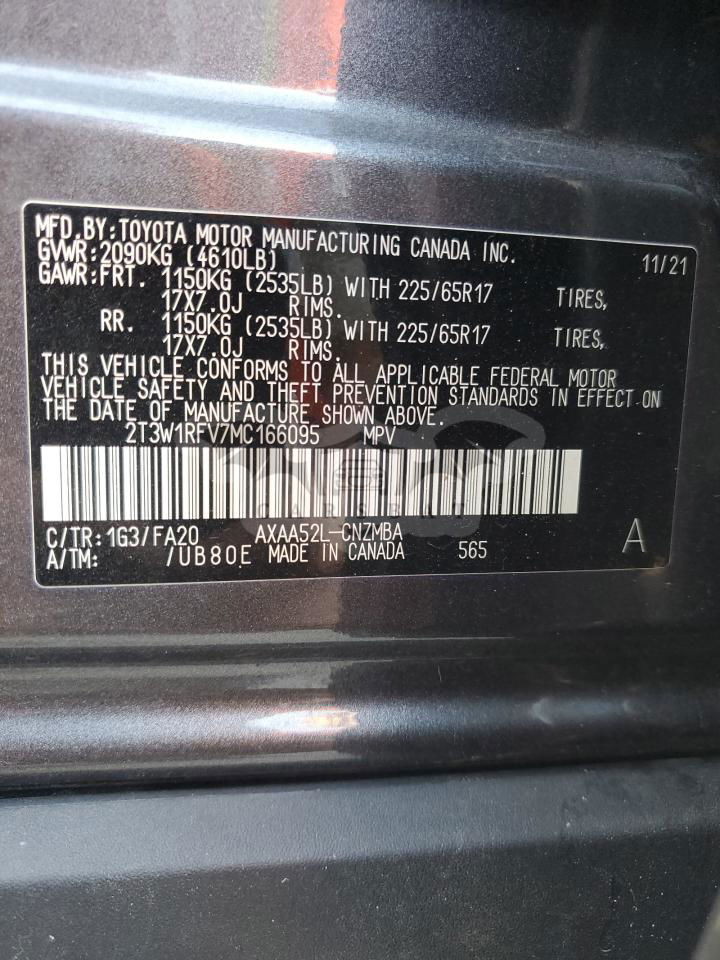 MFD.BY:TOYOTA MOTOR MANUFACTURING CANADA INC. 11/21
GVWR:2090KG (4610LB)
GAWR:FRT. 1150KG (2535LB) WITH 225/65R17 TIRES,
17X7.0J RIMS.
RR. 1150KG (2535LB) WITH 225/65R17 TIRES,
17X7.0J RIMS.
THIS VEHICLE CONFORMS TO ALL APPLICABLE FEDERAL MOTOR
VEHICLE SAFETY AND THEFT PREVENTION STANDARDS IN EFFECT ON
THE DATE OF MANUFACTURE SHOWN ABOVE.
2T3W1RFV7MC166095 MPV
C/TR:1G3/FA20 AXAA52L-CNZMBA
A/TM: /UB80E MADE IN CANADA 565 A